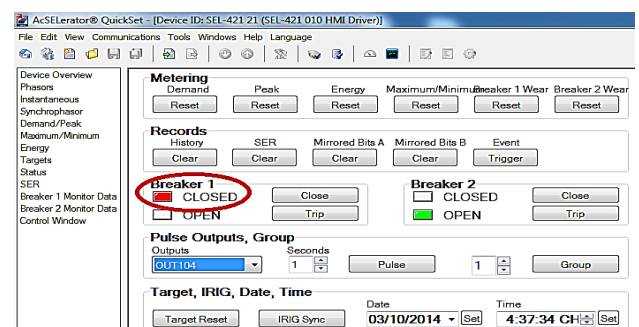 AcSELerator® QuickSet - [Device ID: SEL-421 21 (SEL-421 010 HMI Driver)]
File Edit View Communications Tools Windows Help Language
Device Overview
Phasors
Instantaneous
Synchrophasor
Demand/Peak
Maximum/Minimum
Energy
Targets
Status
SER
Breaker 1 Monitor Data
Breaker 2 Monitor Data
Control Window
Metering
Demand Peak Energy Maximum/Minimum Breaker 1 Wear Breaker 2 Wear
Reset Reset Reset Reset Reset Reset
Records
History SER Mirrored Bits A Mirrored Bits B Event
Clear Clear Clear Clear Trigger
Breaker 1 Breaker 2
CLOSED Close CLOSED Close
OPEN Trip OPEN Trip
Pulse Outputs, Group
Outputs Seconds
OUT104 1 Pulse 1 Group
Target, IRIG, Date, Time
Date Time
Target Reset IRIG Sync 03/10/2014 Set 4:37:34 CH Set